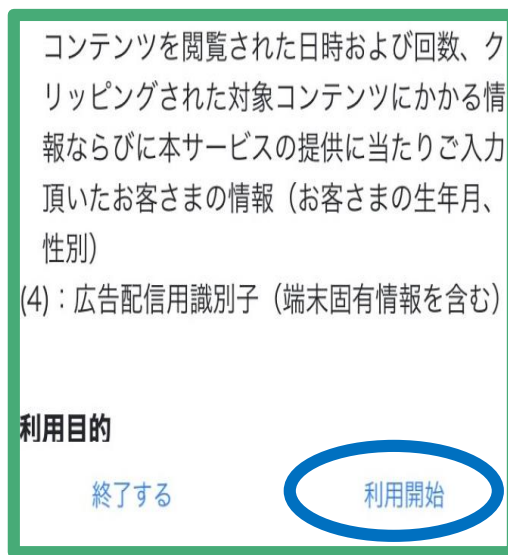 コンテンツを閲覧された日時および回数、ク
リッピングされた対象コンテンツにかかる情
報ならびに本サービスの提供に当たりご入力
頂いたお客さまの情報（お客さまの生年月、
性別）
(4)：広告配信用識別子（端末固有情報を含む）
利用目的
終了する 利用開始